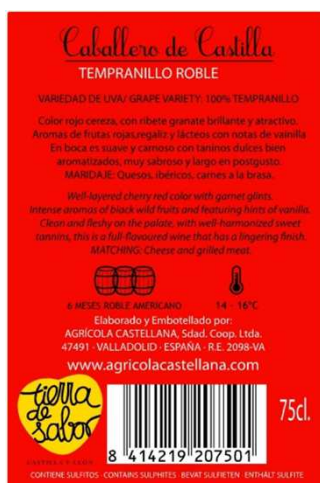 Caballero de Castilla
TEMPRANILLO ROBLE
VARIEDAD DE UVA/ GRAPE VARIETY: 100% TEMPRANILLO
Color rojo cereza, con ribete granate brillante y atractivo.
Aromas de frutas rojas,regaliz y lácteos con notas de vainilla
En boca es suave y carnoso con taninos dulces bien
aromatizados, muy sabroso y largo en postgusto.
MARIDAJE: Quesos, ibéricos, carnes a la brasa.
Well-layered cherry red color with garnet glints.
Intense aromas of black wild fruits and featuring hints of vanilla.
Clean and fleshy on the palate, with well-harmonized sweet
tannins, this is a full-flavoured wine that has a lingering finish.
MATCHING: Cheese and grilled meat.
6 MESES ROBLE AMERICANO
14 - 16ºC
Elaborado y Embotellado por:
AGRÍCOLA CASTELLANA, Sdad. Coop. Ltda.
47491 - VALLADOLID - ESPAÑA - R.E. 2098-VA
www.agricolacastellana.com
tierra
de
sabor
CASTILLA Y LEÓN
75cl.
8 414219 207501
CONTIENE SULFITOS - CONTAINS SULPHITES - BEVAT SULFIETEN - ENTHÄLT SULFITE